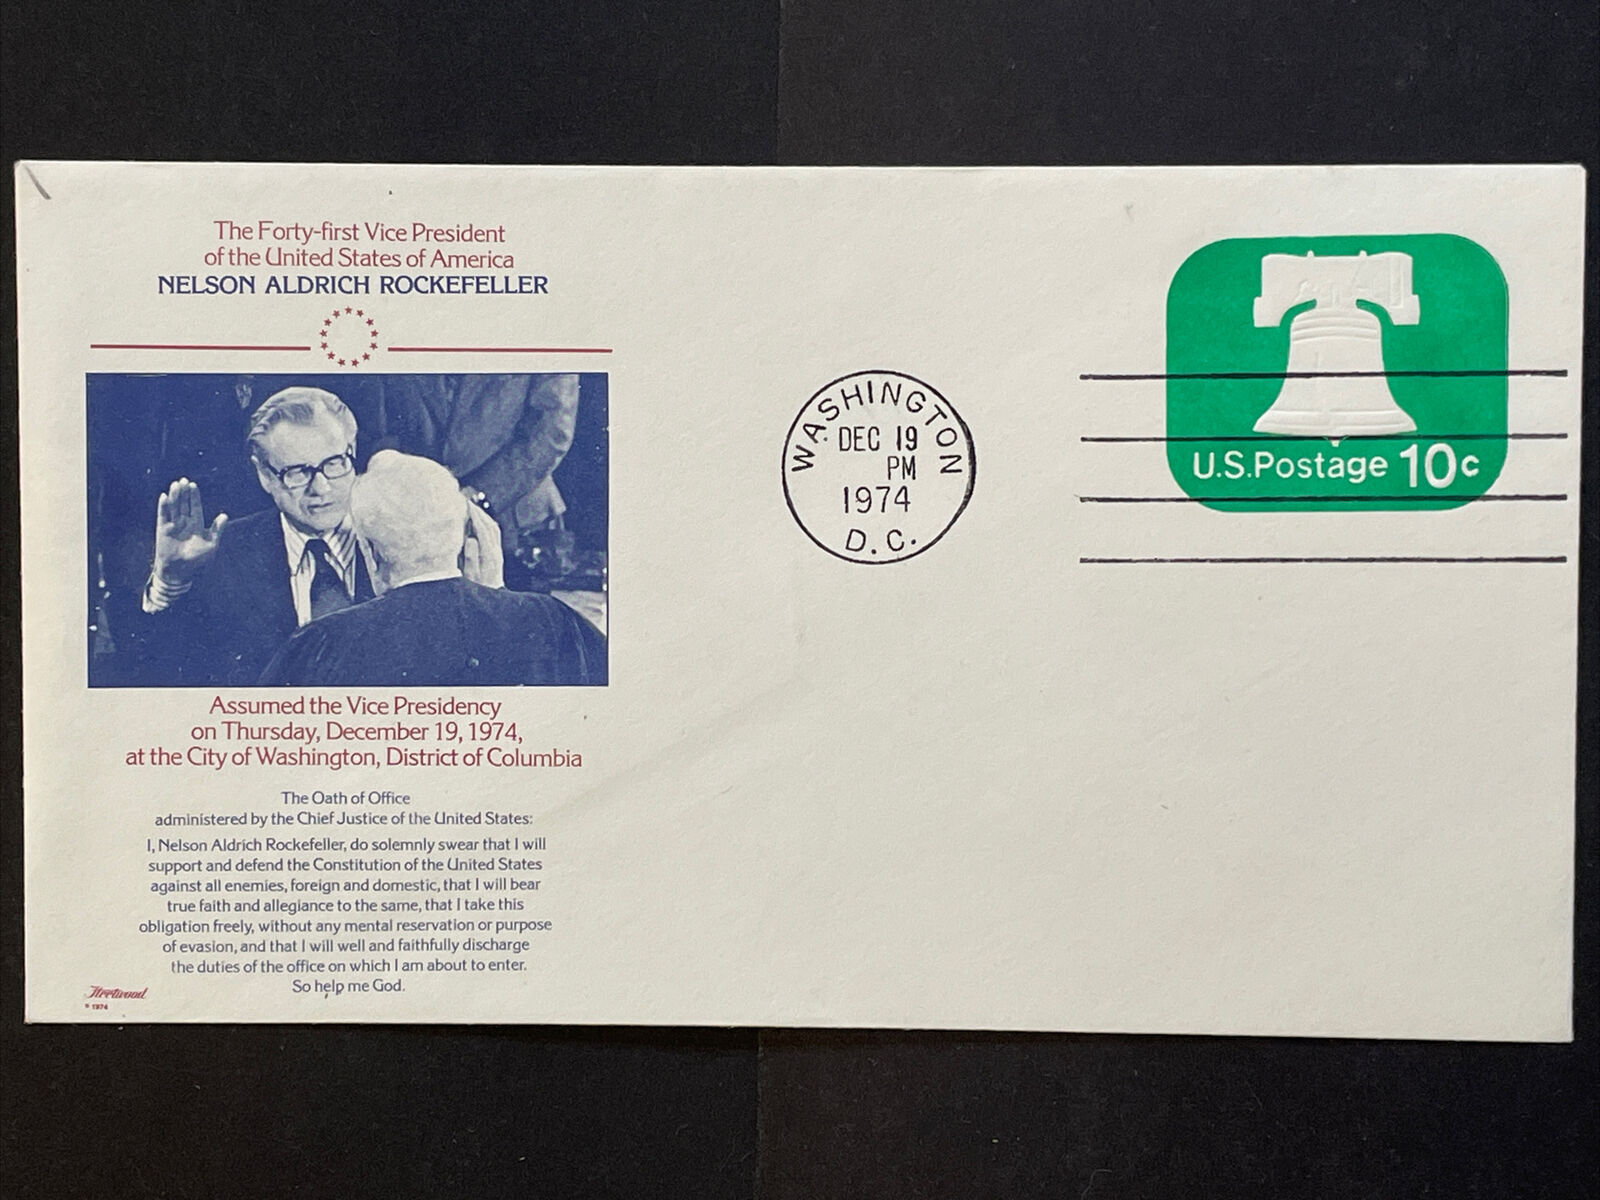 The Forty-first Vice President
of the United States of America
NELSON ALDRICH ROCKEFELLER
Assumed the Vice Presidency
on Thursday, December 19, 1974,
at the City of Washington, District of Columbia
The Oath of Office
administered by the Chief Justice of the United States:
I, Nelson Aldrich Rockefeller, do solemnly swear that I will
support and defend the Constitution of the United States
against all enemies, foreign and domestic, that I will bear
true faith and allegiance to the same, that I take this
obligation freely, without any mental reservation or purpose
of evasion, and that I will well and faithfully discharge
the duties of the office on which I am about to enter.
So help me God.
Fleetwood
© 1974
WASHINGTON
DEC 19
PM
1974
D.C.
U.S.Postage 10c